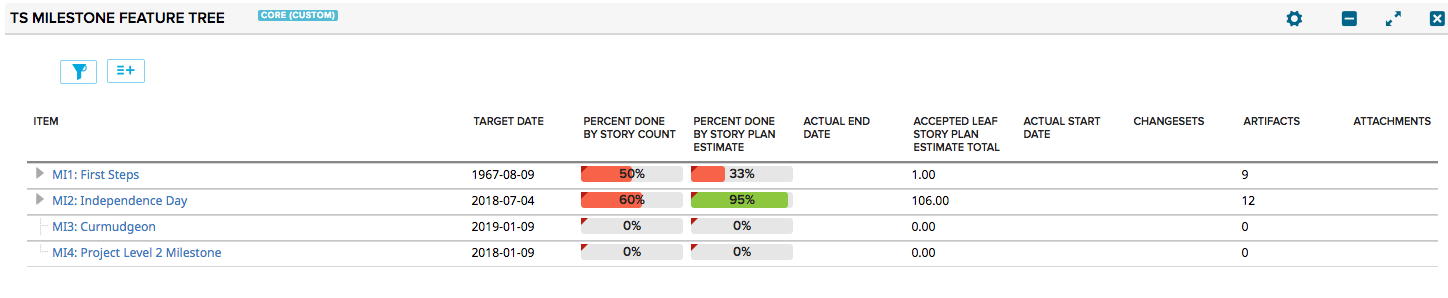 TS MILESTONE FEATURE TREE CORE (CUSTOM)
ITEM TARGET DATE PERCENT DONE BY STORY COUNT PERCENT DONE BY STORY PLAN ESTIMATE ACTUAL END DATE ACCEPTED LEAF STORY PLAN ESTIMATE TOTAL ACTUAL START DATE CHANGESETS ARTIFACTS ATTACHMENTS
MI1: First Steps 1967-08-09 50% 33% 1.00 9
MI2: Independence Day 2018-07-04 60% 95% 106.00 12
MI3: Curmudgeon 2019-01-09 0% 0% 0.00 0
MI4: Project Level 2 Milestone 2018-01-09 0% 0% 0.00 0